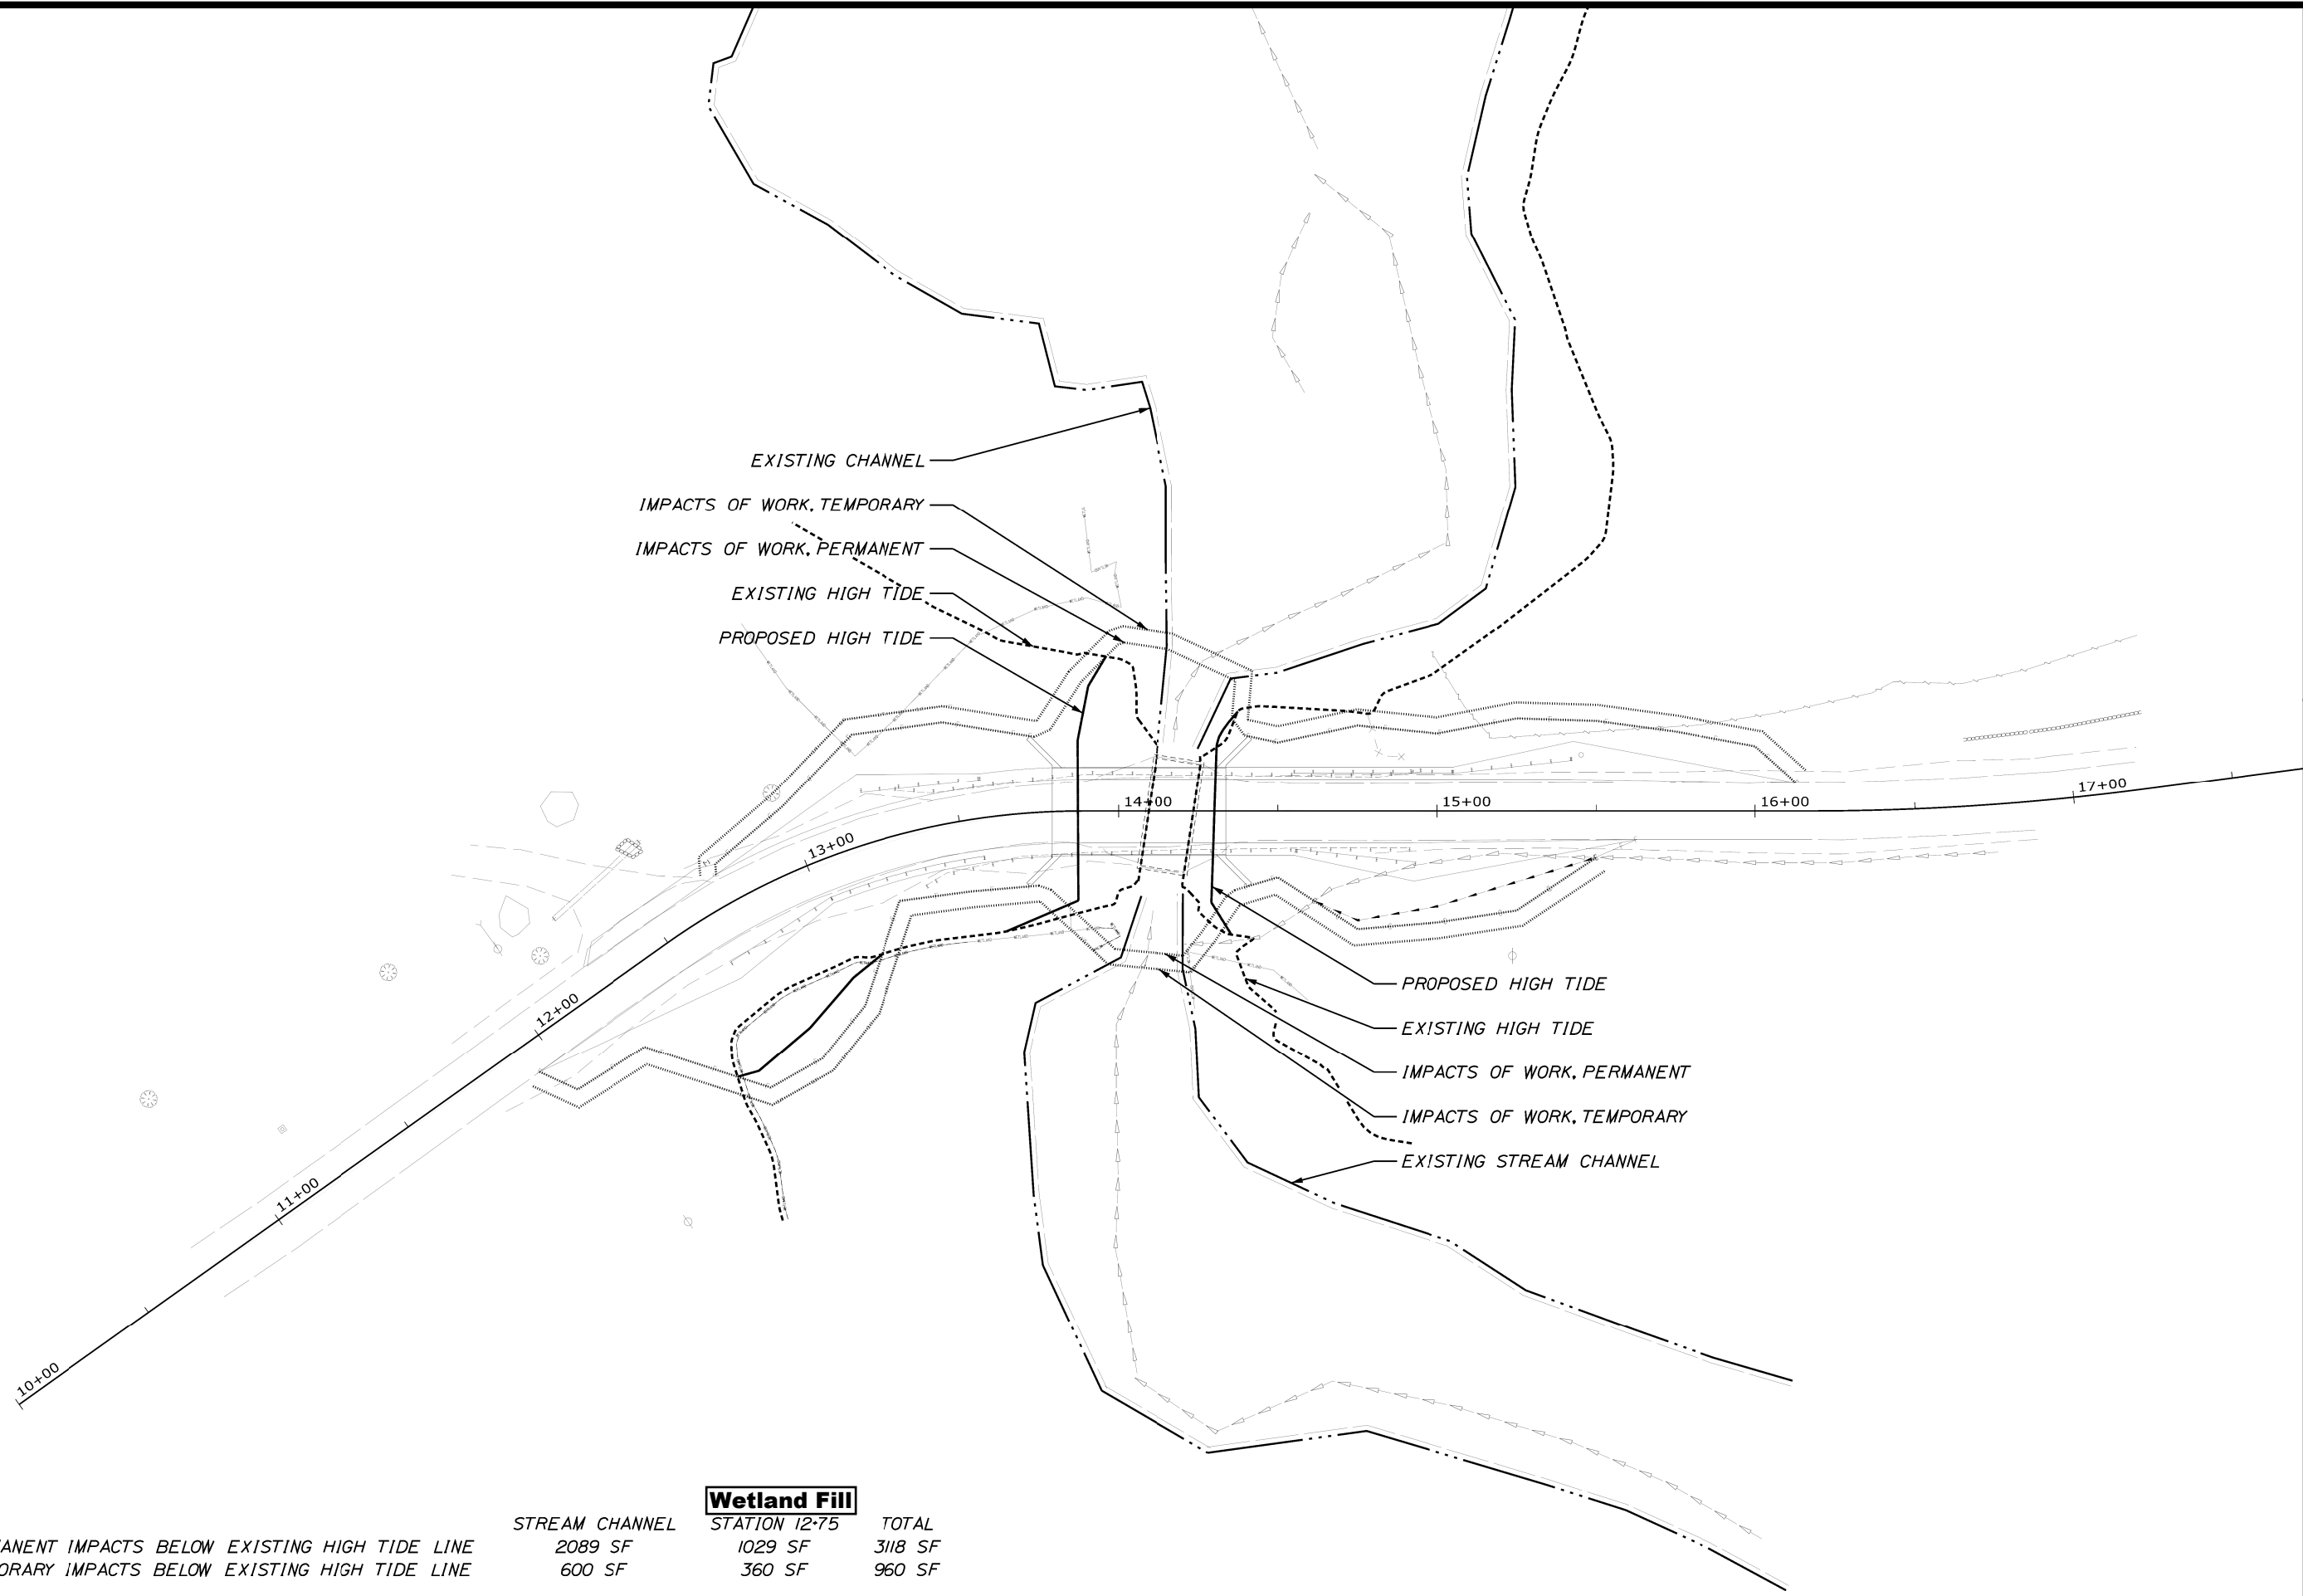 EXISTING CHANNEL
IMPACTS OF WORK, TEMPORARY
IMPACTS OF WORK, PERMANENT
EXISTING HIGH TIDE
PROPOSED HIGH TIDE
14+00
15+00
16+00
17+00
13+00
12+00
11+00
10+00
PROPOSED HIGH TIDE
EXISTING HIGH TIDE
IMPACTS OF WORK, PERMANENT
IMPACTS OF WORK, TEMPORARY
EXISTING STREAM CHANNEL
Wetland Fill
STREAM CHANNEL STATION 12+75 TOTAL
ANENT IMPACTS BELOW EXISTING HIGH TIDE LINE 2089 SF 1029 SF 3118 SF
ORARY IMPACTS BELOW EXISTING HIGH TIDE LINE 600 SF 360 SF 960 SF